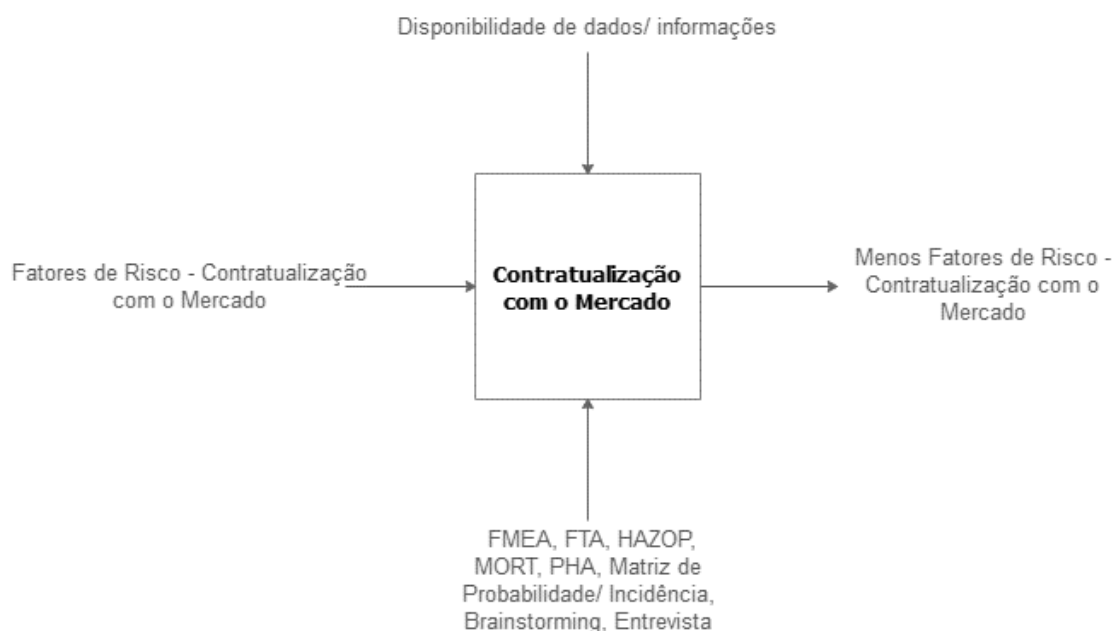 Disponibilidade de dados/ informações
Fatores de Risco - Contratualização
com o Mercado
Contratualização
com o Mercado
Menos Fatores de Risco -
Contratualização com o
Mercado
FMEA, FTA, HAZOP,
MORT, PHA, Matriz de
Probabilidade/ Incidência,
Brainstorming, Entrevista